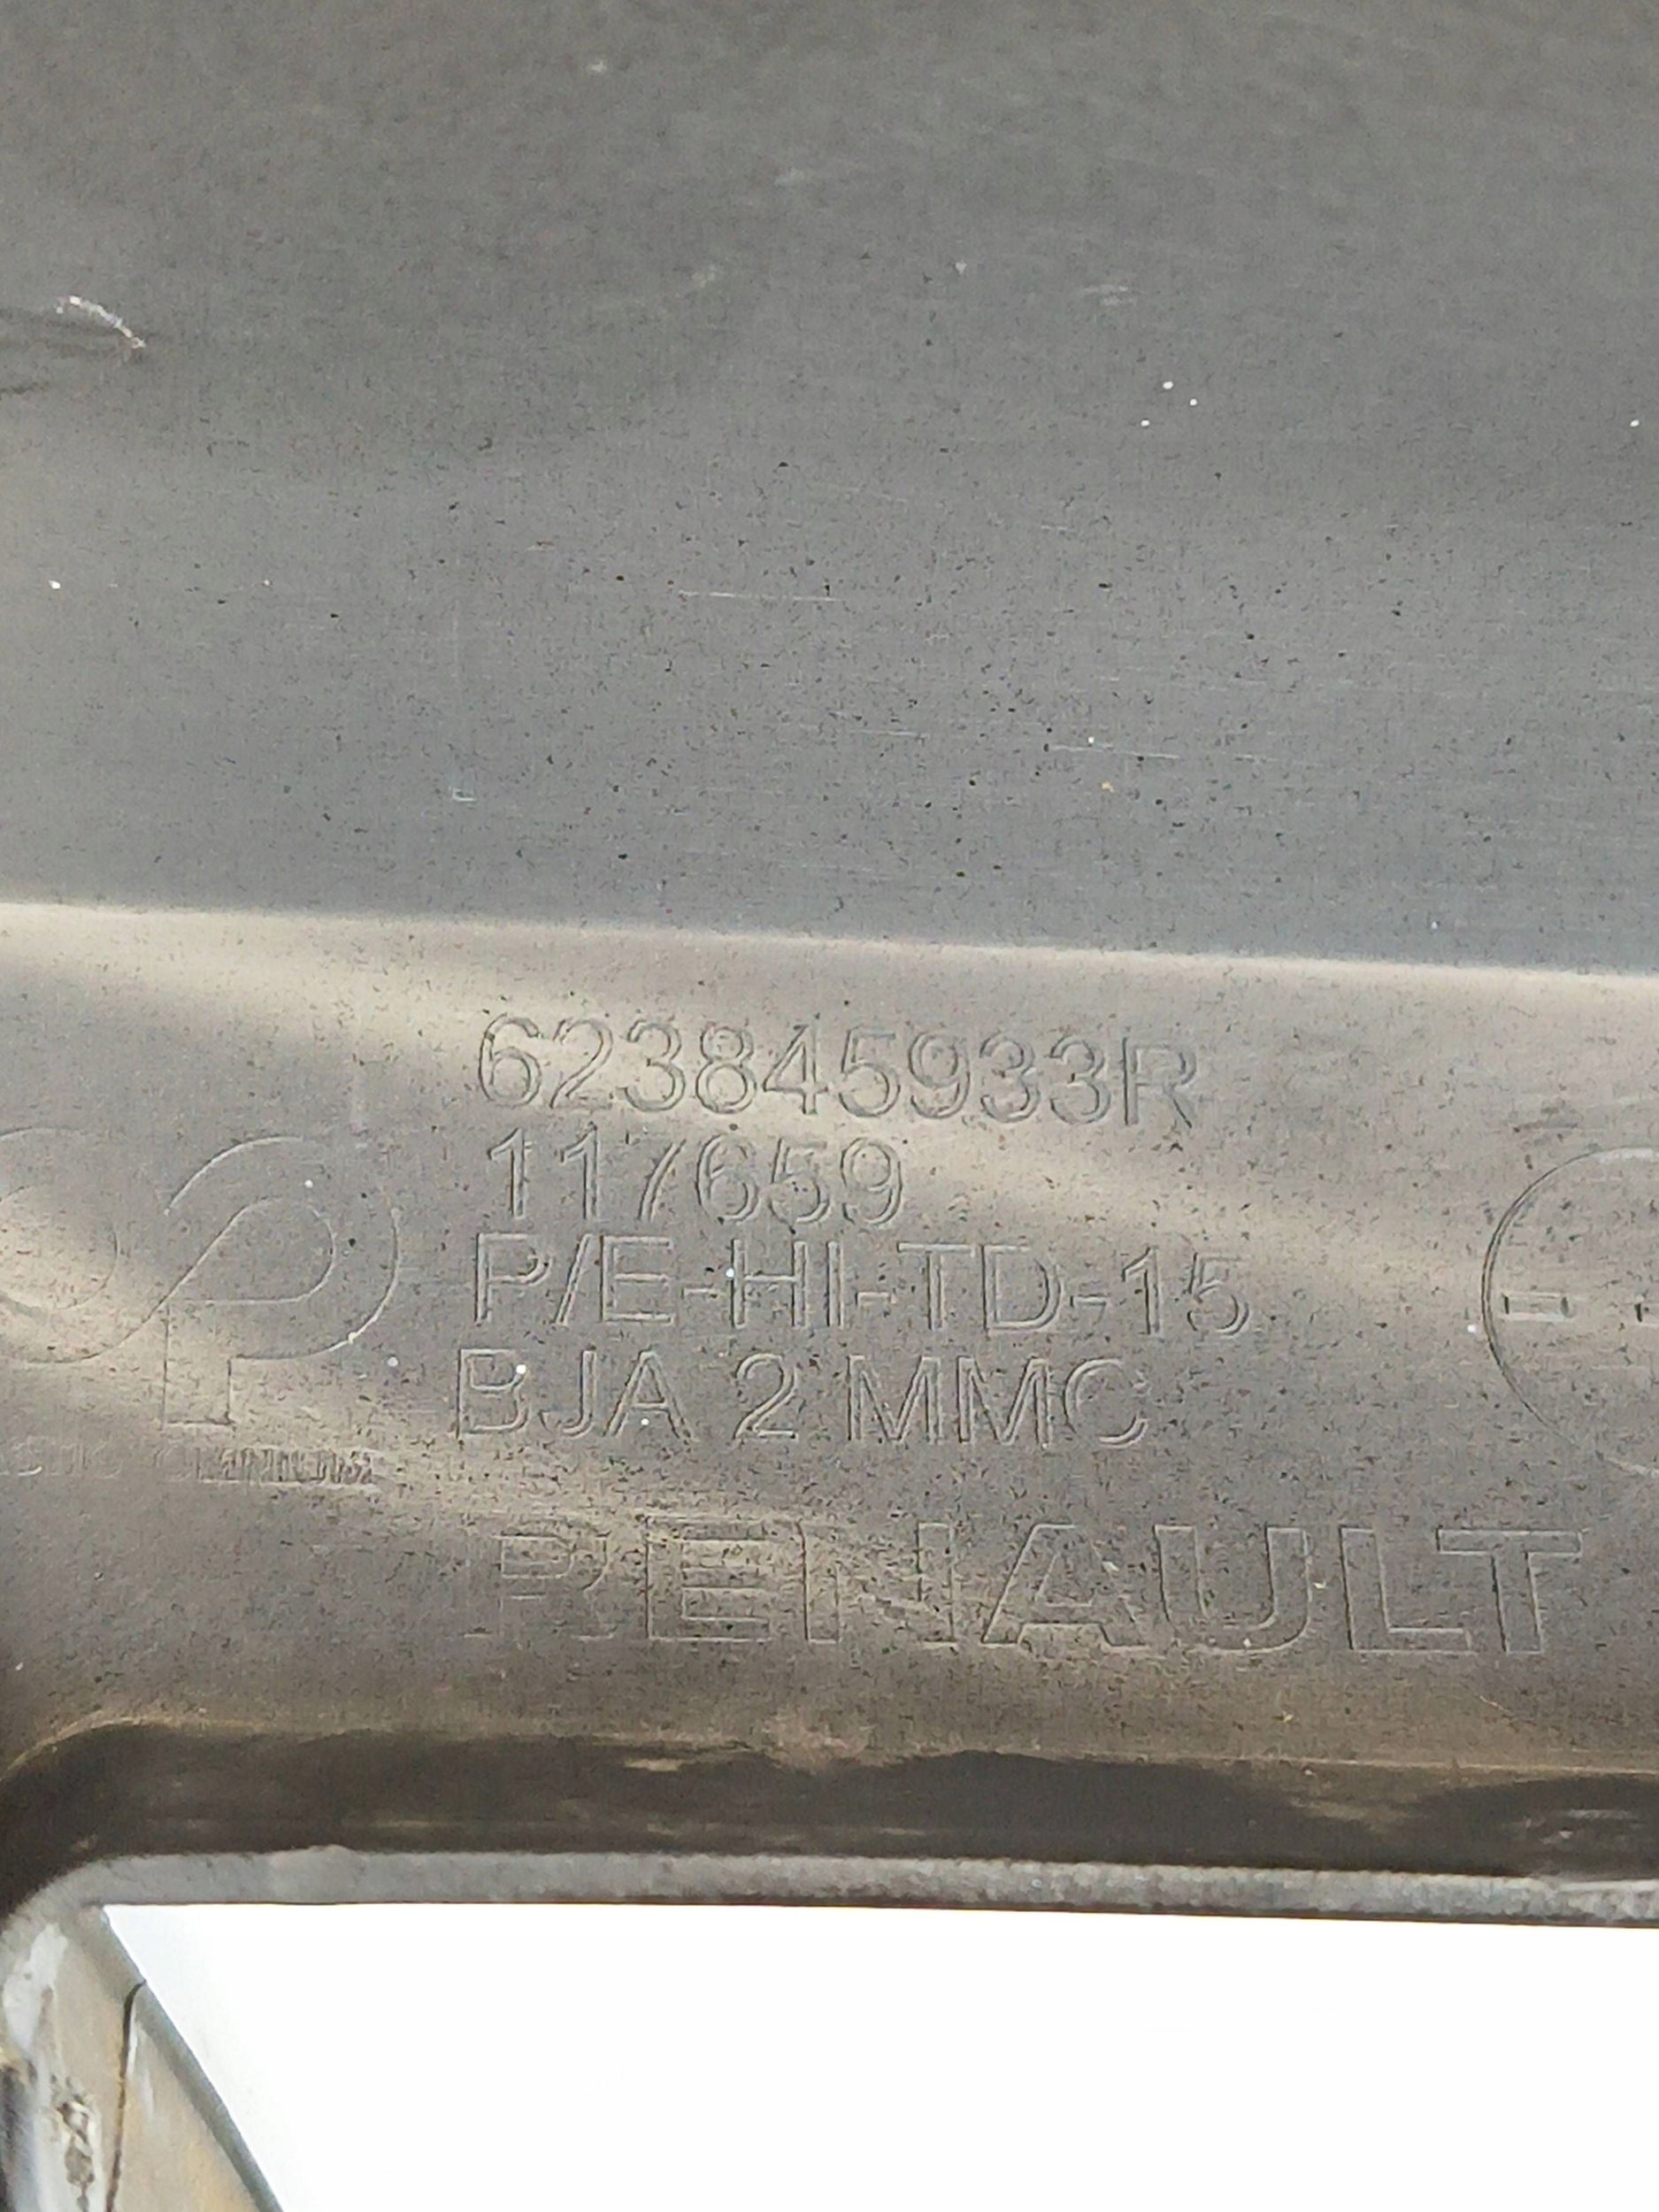 623845933R
117659
P/E-HI-TD-15
BJA 2 MMC
RENAULT